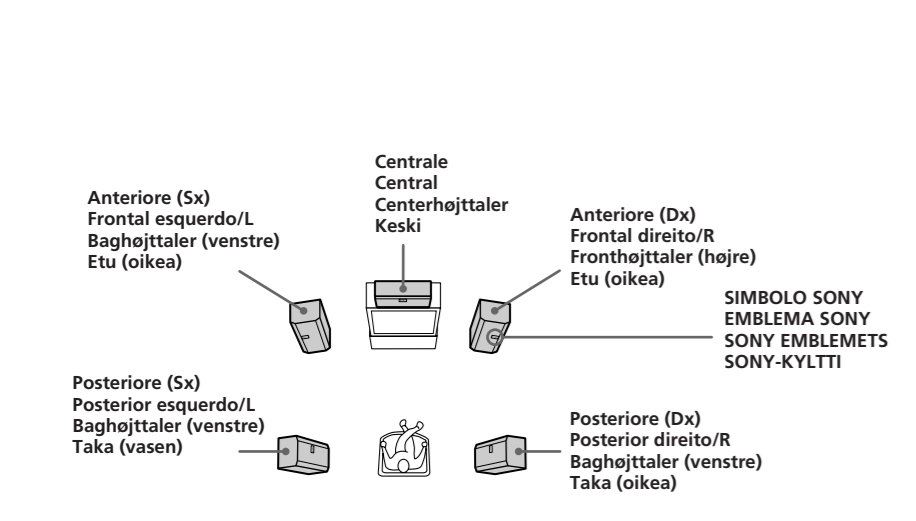 Centrale
Central
Centerhøjttaler
Keski
Anteriore (Sx)
Frontal esquerdo/L
Baghøjttaler (venstre)
Etu (oikea)
Anteriore (Dx)
Frontal direito/R
Fronthøjttaler (højre)
Etu (oikea)
SIMBOLO SONY
EMBLEMA SONY
SONY EMBLEMETS
SONY-KYLTTI
Posteriore (Sx)
Posterior esquerdo/L
Baghøjttaler (venstre)
Taka (vasen)
Posteriore (Dx)
Posterior direito/R
Baghøjttaler (venstre)
Taka (oikea)